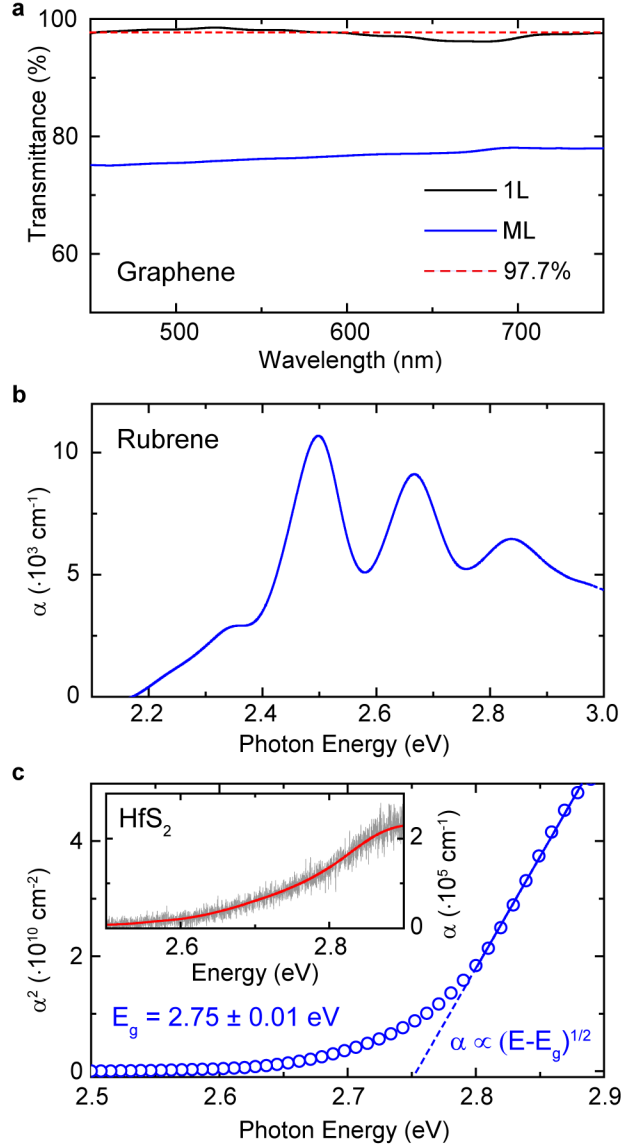 a
100
80
60
Transmittance (%)
1L
ML
97.7%
Graphene
500
600
700
Wavelength (nm)
b
Rubrene
10
5
0
α (·10³ cm⁻¹)
2.2
2.4
2.6
2.8
3.0
Photon Energy (eV)
c
HfS₂
2
0
α (·10⁵ cm⁻¹)
2.6
2.8
Energy (eV)
4
2
0
α² (·10¹⁰ cm⁻²)
E_g = 2.75 ± 0.01 eV
α ∝ (E-E_g)^1/2
2.5
2.6
2.7
2.8
2.9
Photon Energy (eV)